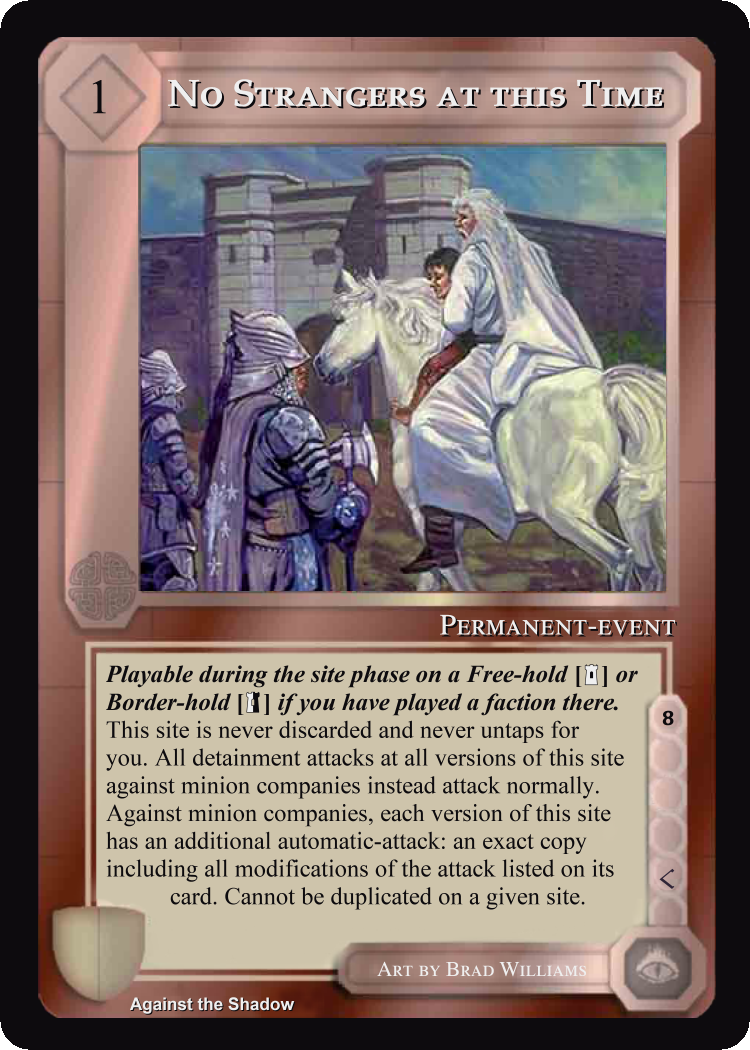 1
No Strangers at this Time
Permanent-event
Playable during the site phase on a Free-hold [] or
Border-hold [] if you have played a faction there.
This site is never discarded and never untaps for
you. All detainment attacks at all versions of this site
against minion companies instead attack normally.
Against minion companies, each version of this site
has an additional automatic-attack: an exact copy
including all modifications of the attack listed on its
card. Cannot be duplicated on a given site.
8
<
Art by Brad Williams
Against the Shadow